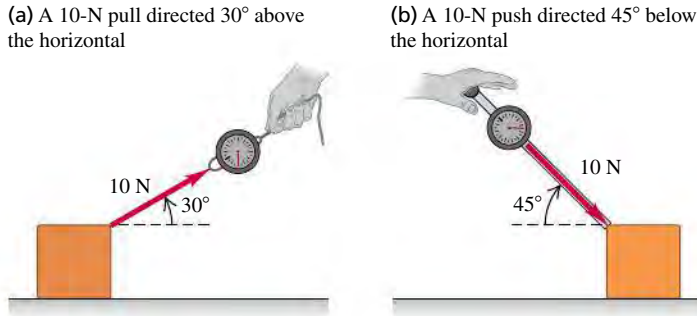 (a) A 10-N pull directed 30° above
the horizontal
10 N
30°
(b) A 10-N push directed 45° below
the horizontal
10 N
45°